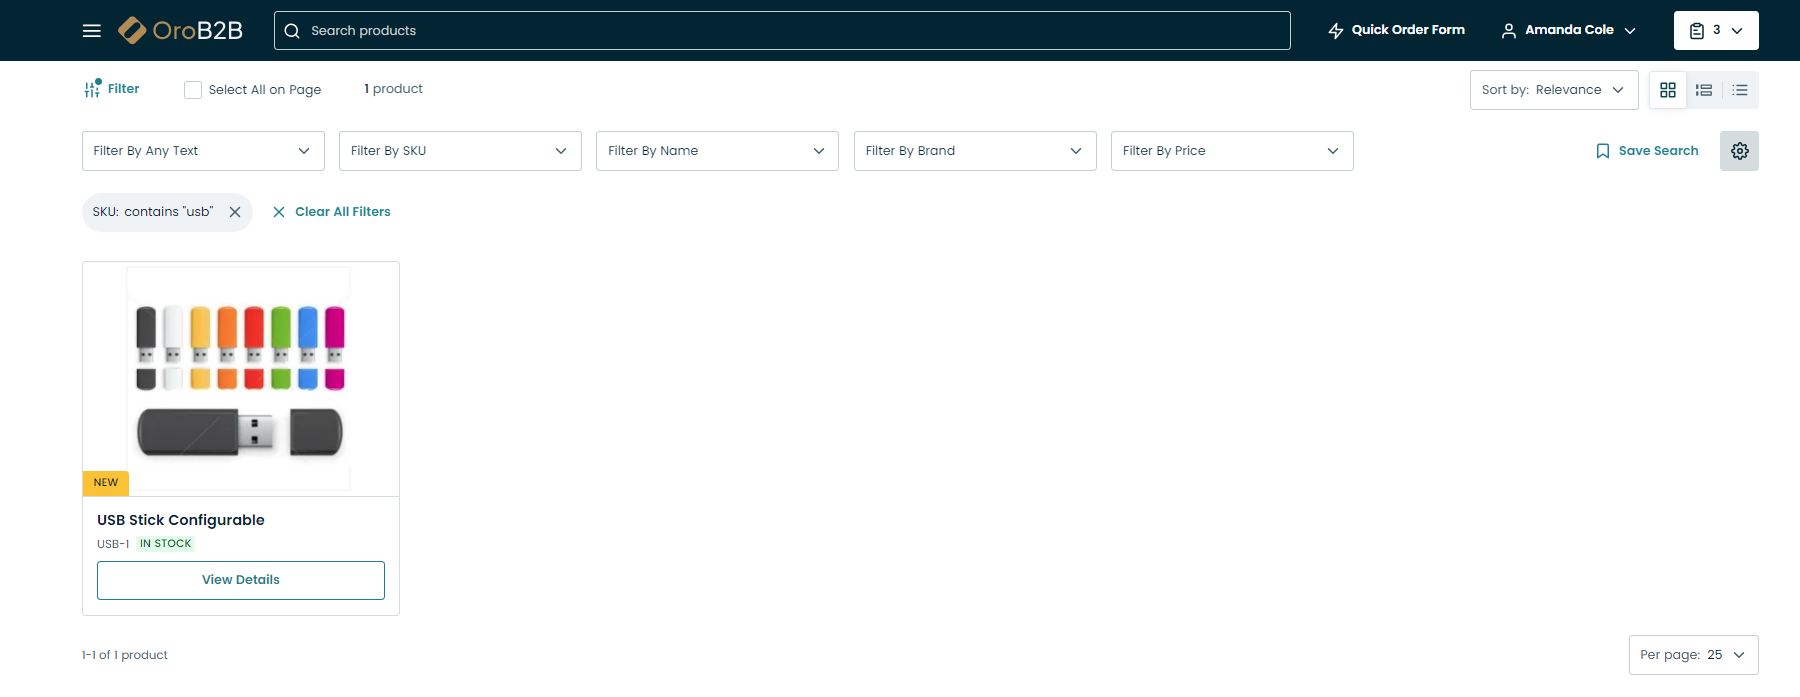 OroB2B
Search products
Quick Order Form
Amanda Cole
3
Filter
Select All on Page
1 product
Sort by: Relevance
Filter By Any Text
Filter By SKU
Filter By Name
Filter By Brand
Filter By Price
Save Search
SKU: contains "usb"
Clear All Filters
NEW
USB Stick Configurable
USB-1 IN STOCK
View Details
1-1 of 1 product
Per page: 25